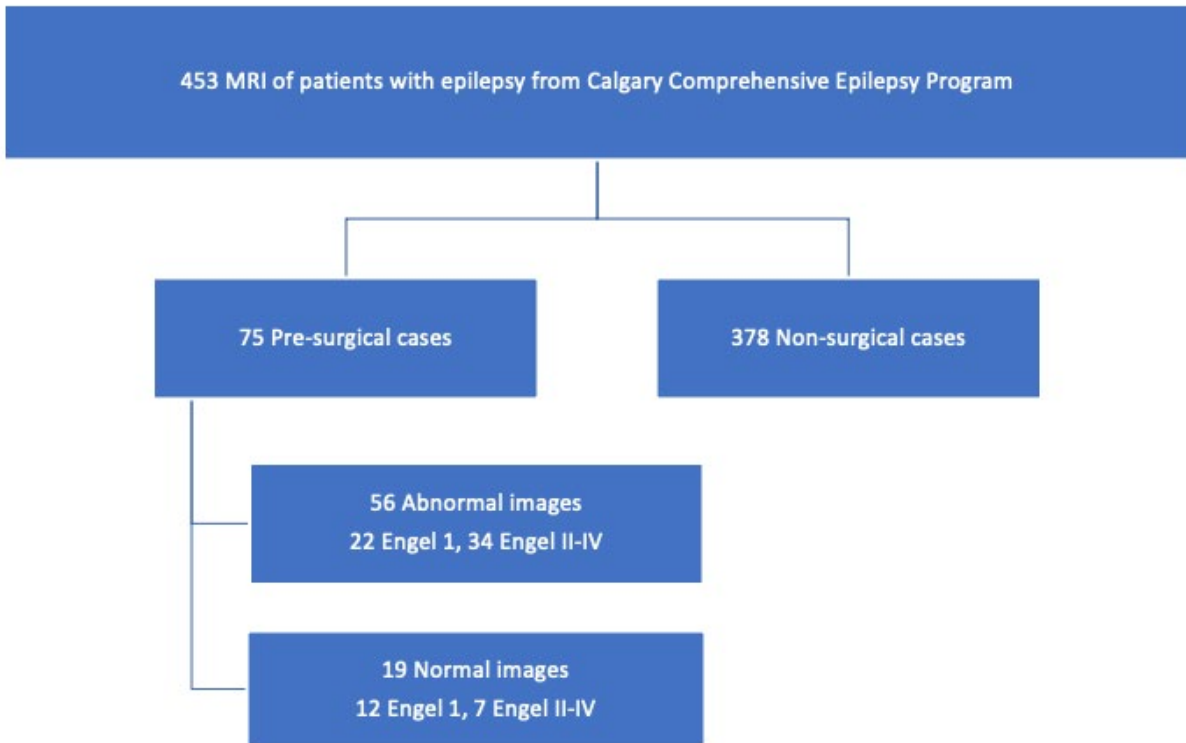 453 MRI of patients with epilepsy from Calgary Comprehensive Epilepsy Program
75 Pre-surgical cases
378 Non-surgical cases
56 Abnormal images
22 Engel 1, 34 Engel II-IV
19 Normal images
12 Engel 1, 7 Engel II-IV